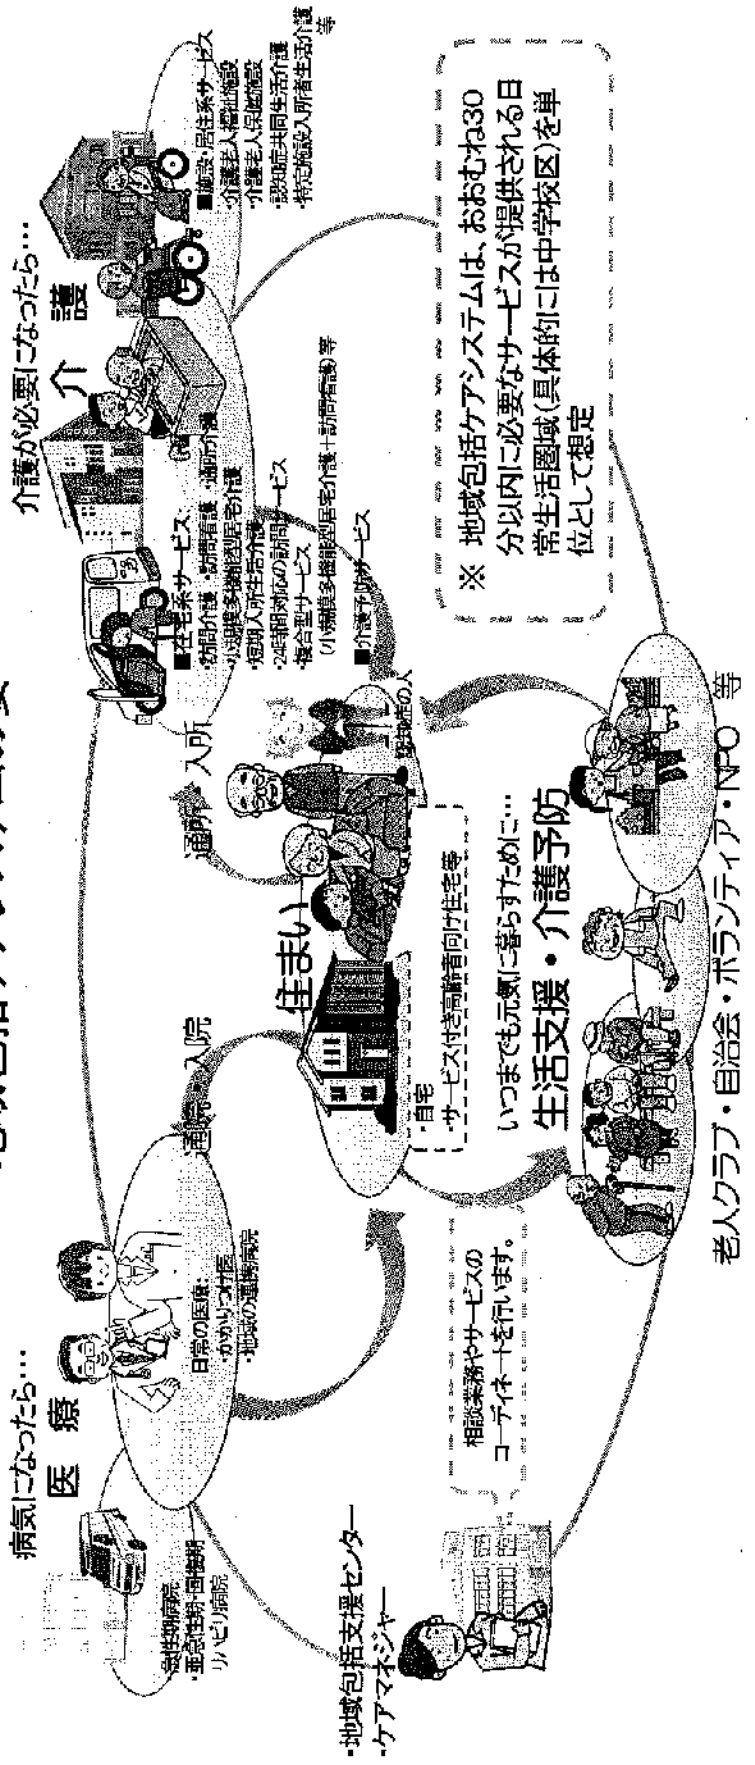 病気になったら…
医 療
・急性期病院
・亜急性期・回復期
リハビリ病院
日常の医療：
・かかりつけ医
・地域の連携病院
通院・入院
通所・入所
介護が必要になったら…
介 護
■在宅系サービス
・訪問介護 ・訪問看護 ・通所介護
・小規模多機能型居宅介護
・短期入所生活介護
・24時間対応の訪問サービス
・複合型サービス
(小規模多機能型居宅介護＋訪問看護)等
■介護予防サービス
■施設・居住系サービス
・介護老人福祉施設
・介護老人保健施設
・認知症共同生活介護
・特定施設入所者生活介護
等
住まい
認知症の人
・自宅
・サービス付き高齢者向け住宅等
・地域包括支援センター
・ケアマネジャー
相談業務やサービスの
コーディネートを行います。
いつまでも元気に暮らすために…
生活支援・介護予防
老人クラブ・自治会・ボランティア・NPO 等
※ 地域包括ケアシステムは、おおむね30
分以内に必要なサービスが提供される日
常生活圏域(具体的には中学校区)を単
位として想定